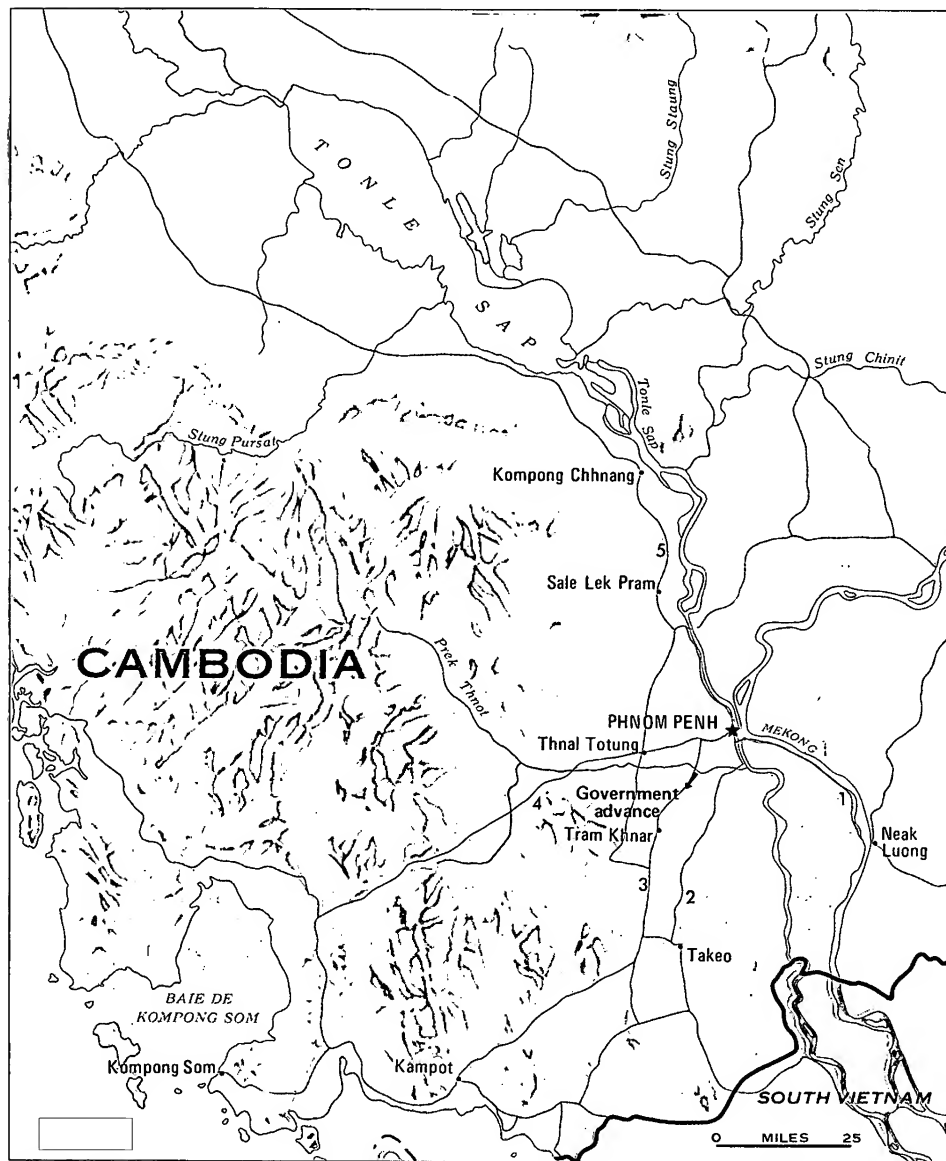 Stung Staung
Stung Sen
TONLE
SAP
Stung Chinit
Tonle Sap
Stung Pursat
Kompong Chhnang
5
Sale Lek Pram
CAMBODIA
Prek Thnot
PHNOM PENH
MEKONG
Thnal Totung
Government
advance
4
1
Tram Khnar
Neak
Luong
3
2
Takeo
BAIE DE
KOMPONG SOM
Kompong Som
Kampot
SOUTH VIETNAM
0 MILES 25